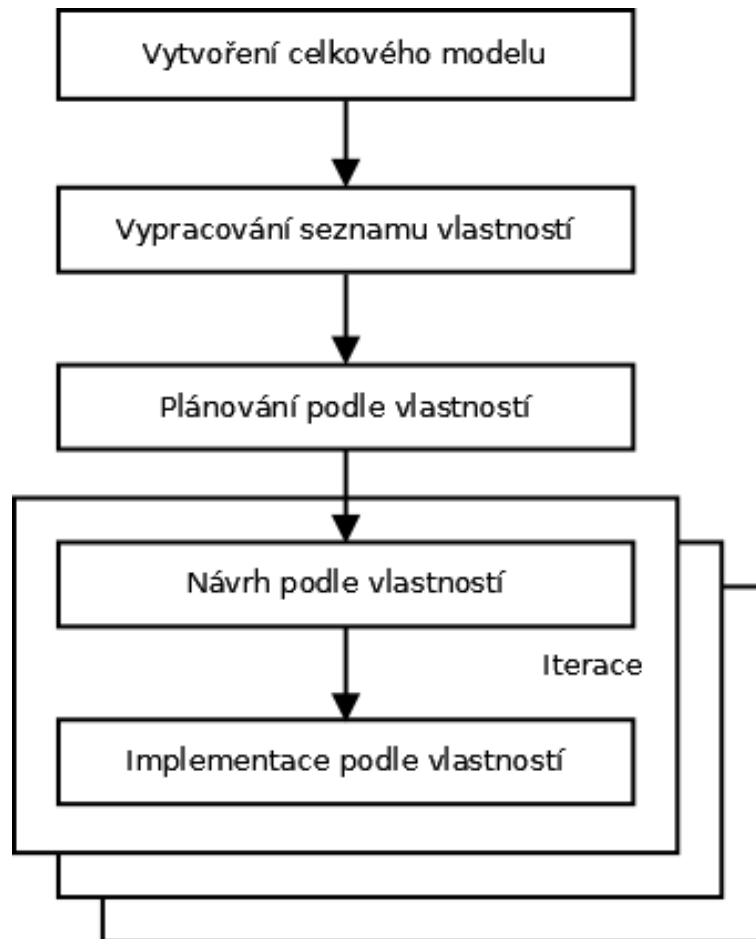 Vytvoření celkového modelu
Vypracování seznamu vlastností
Plánování podle vlastností
Návrh podle vlastností
Iterace
Implementace podle vlastností